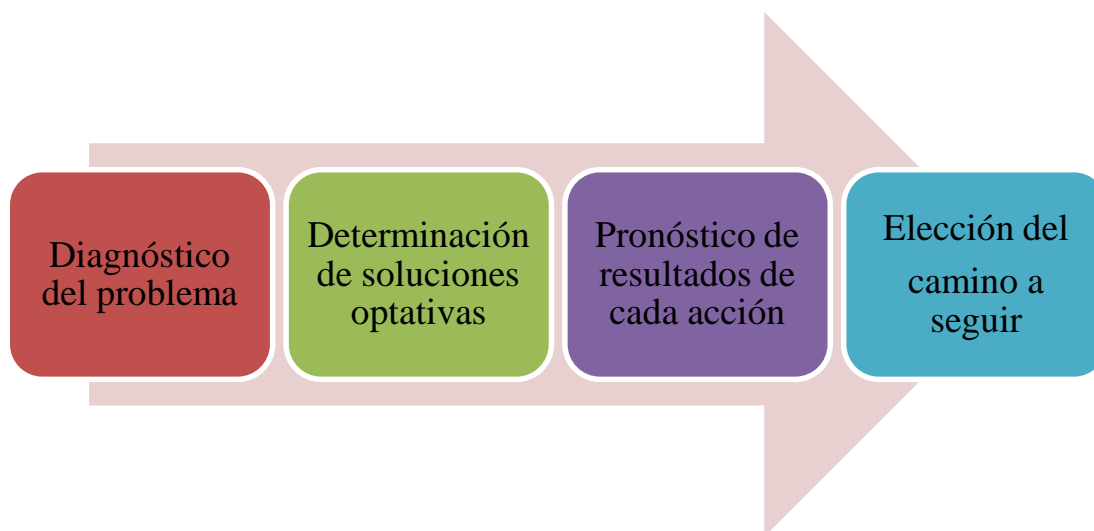 Diagnóstico
del problema
Determinación
de soluciones
optativas
Pronóstico de
resultados de
cada acción
Elección del
camino a
seguir